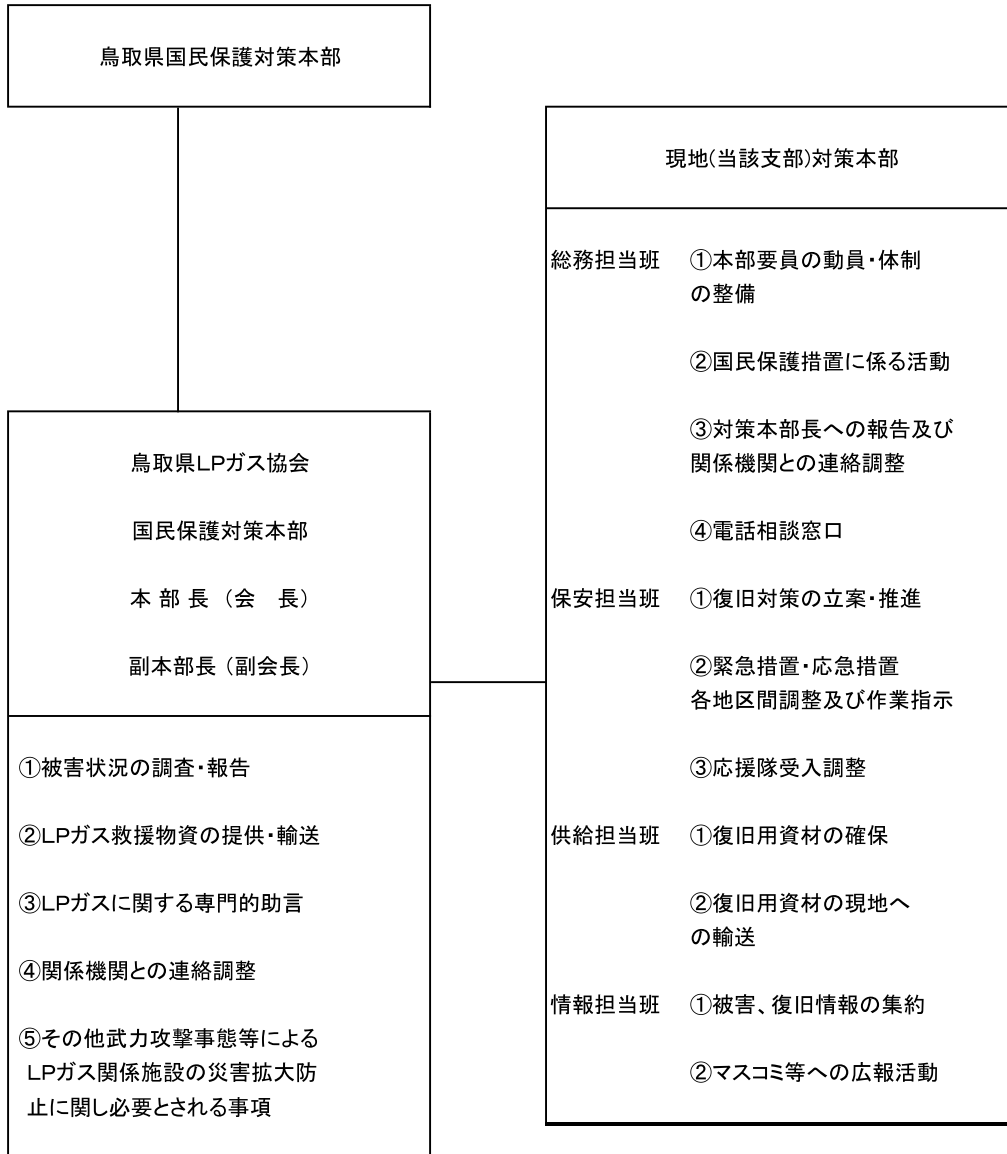 鳥取県国民保護対策本部
鳥取県LPガス協会
国民保護対策本部
本 部 長 （会　長）
副本部長 （副会長）
①被害状況の調査・報告
②LPガス救援物資の提供・輸送
③LPガスに関する専門的助言
④関係機関との連絡調整
⑤その他武力攻撃事態等による
LPガス関係施設の災害拡大防
止に関し必要とされる事項
現地(当該支部)対策本部
総務担当班　①本部要員の動員・体制
の整備
②国民保護措置に係る活動
③対策本部長への報告及び
関係機関との連絡調整
④電話相談窓口
保安担当班　①復旧対策の立案・推進
②緊急措置・応急措置
各地区間調整及び作業指示
③応援隊受入調整
供給担当班　①復旧用資材の確保
②復旧用資材の現地へ
の輸送
情報担当班　①被害、復旧情報の集約
②マスコミ等への広報活動